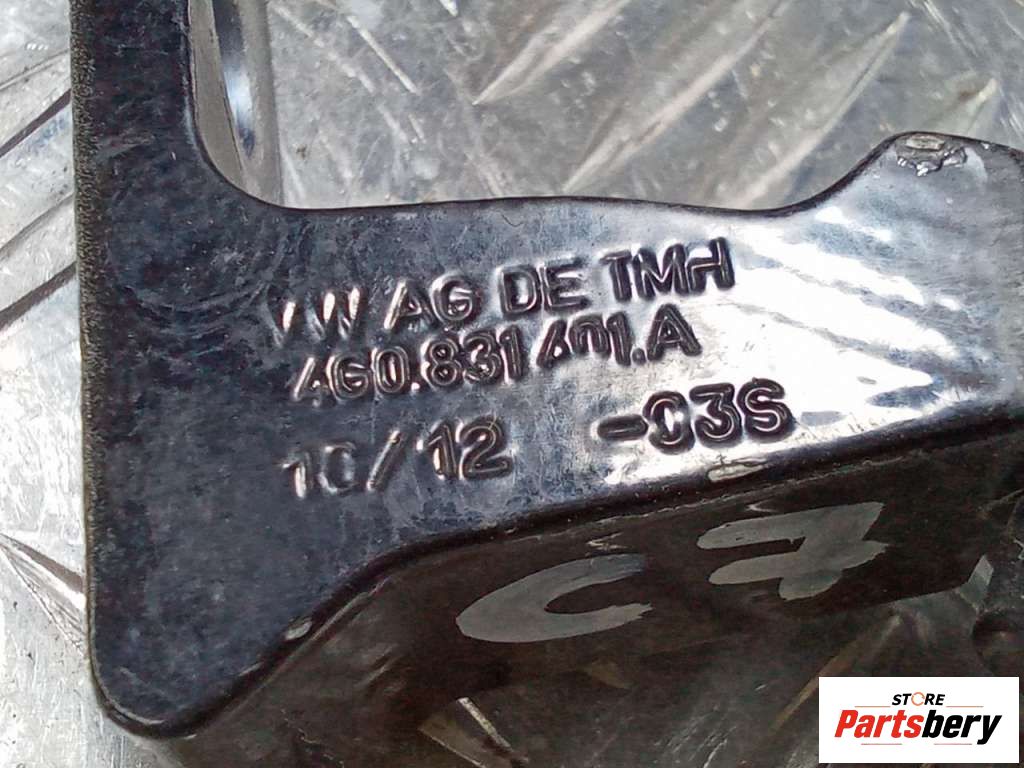 VW AG DE TMH
4G0.831 401.A
10/12 -03S
C7
STORE
Partsbery